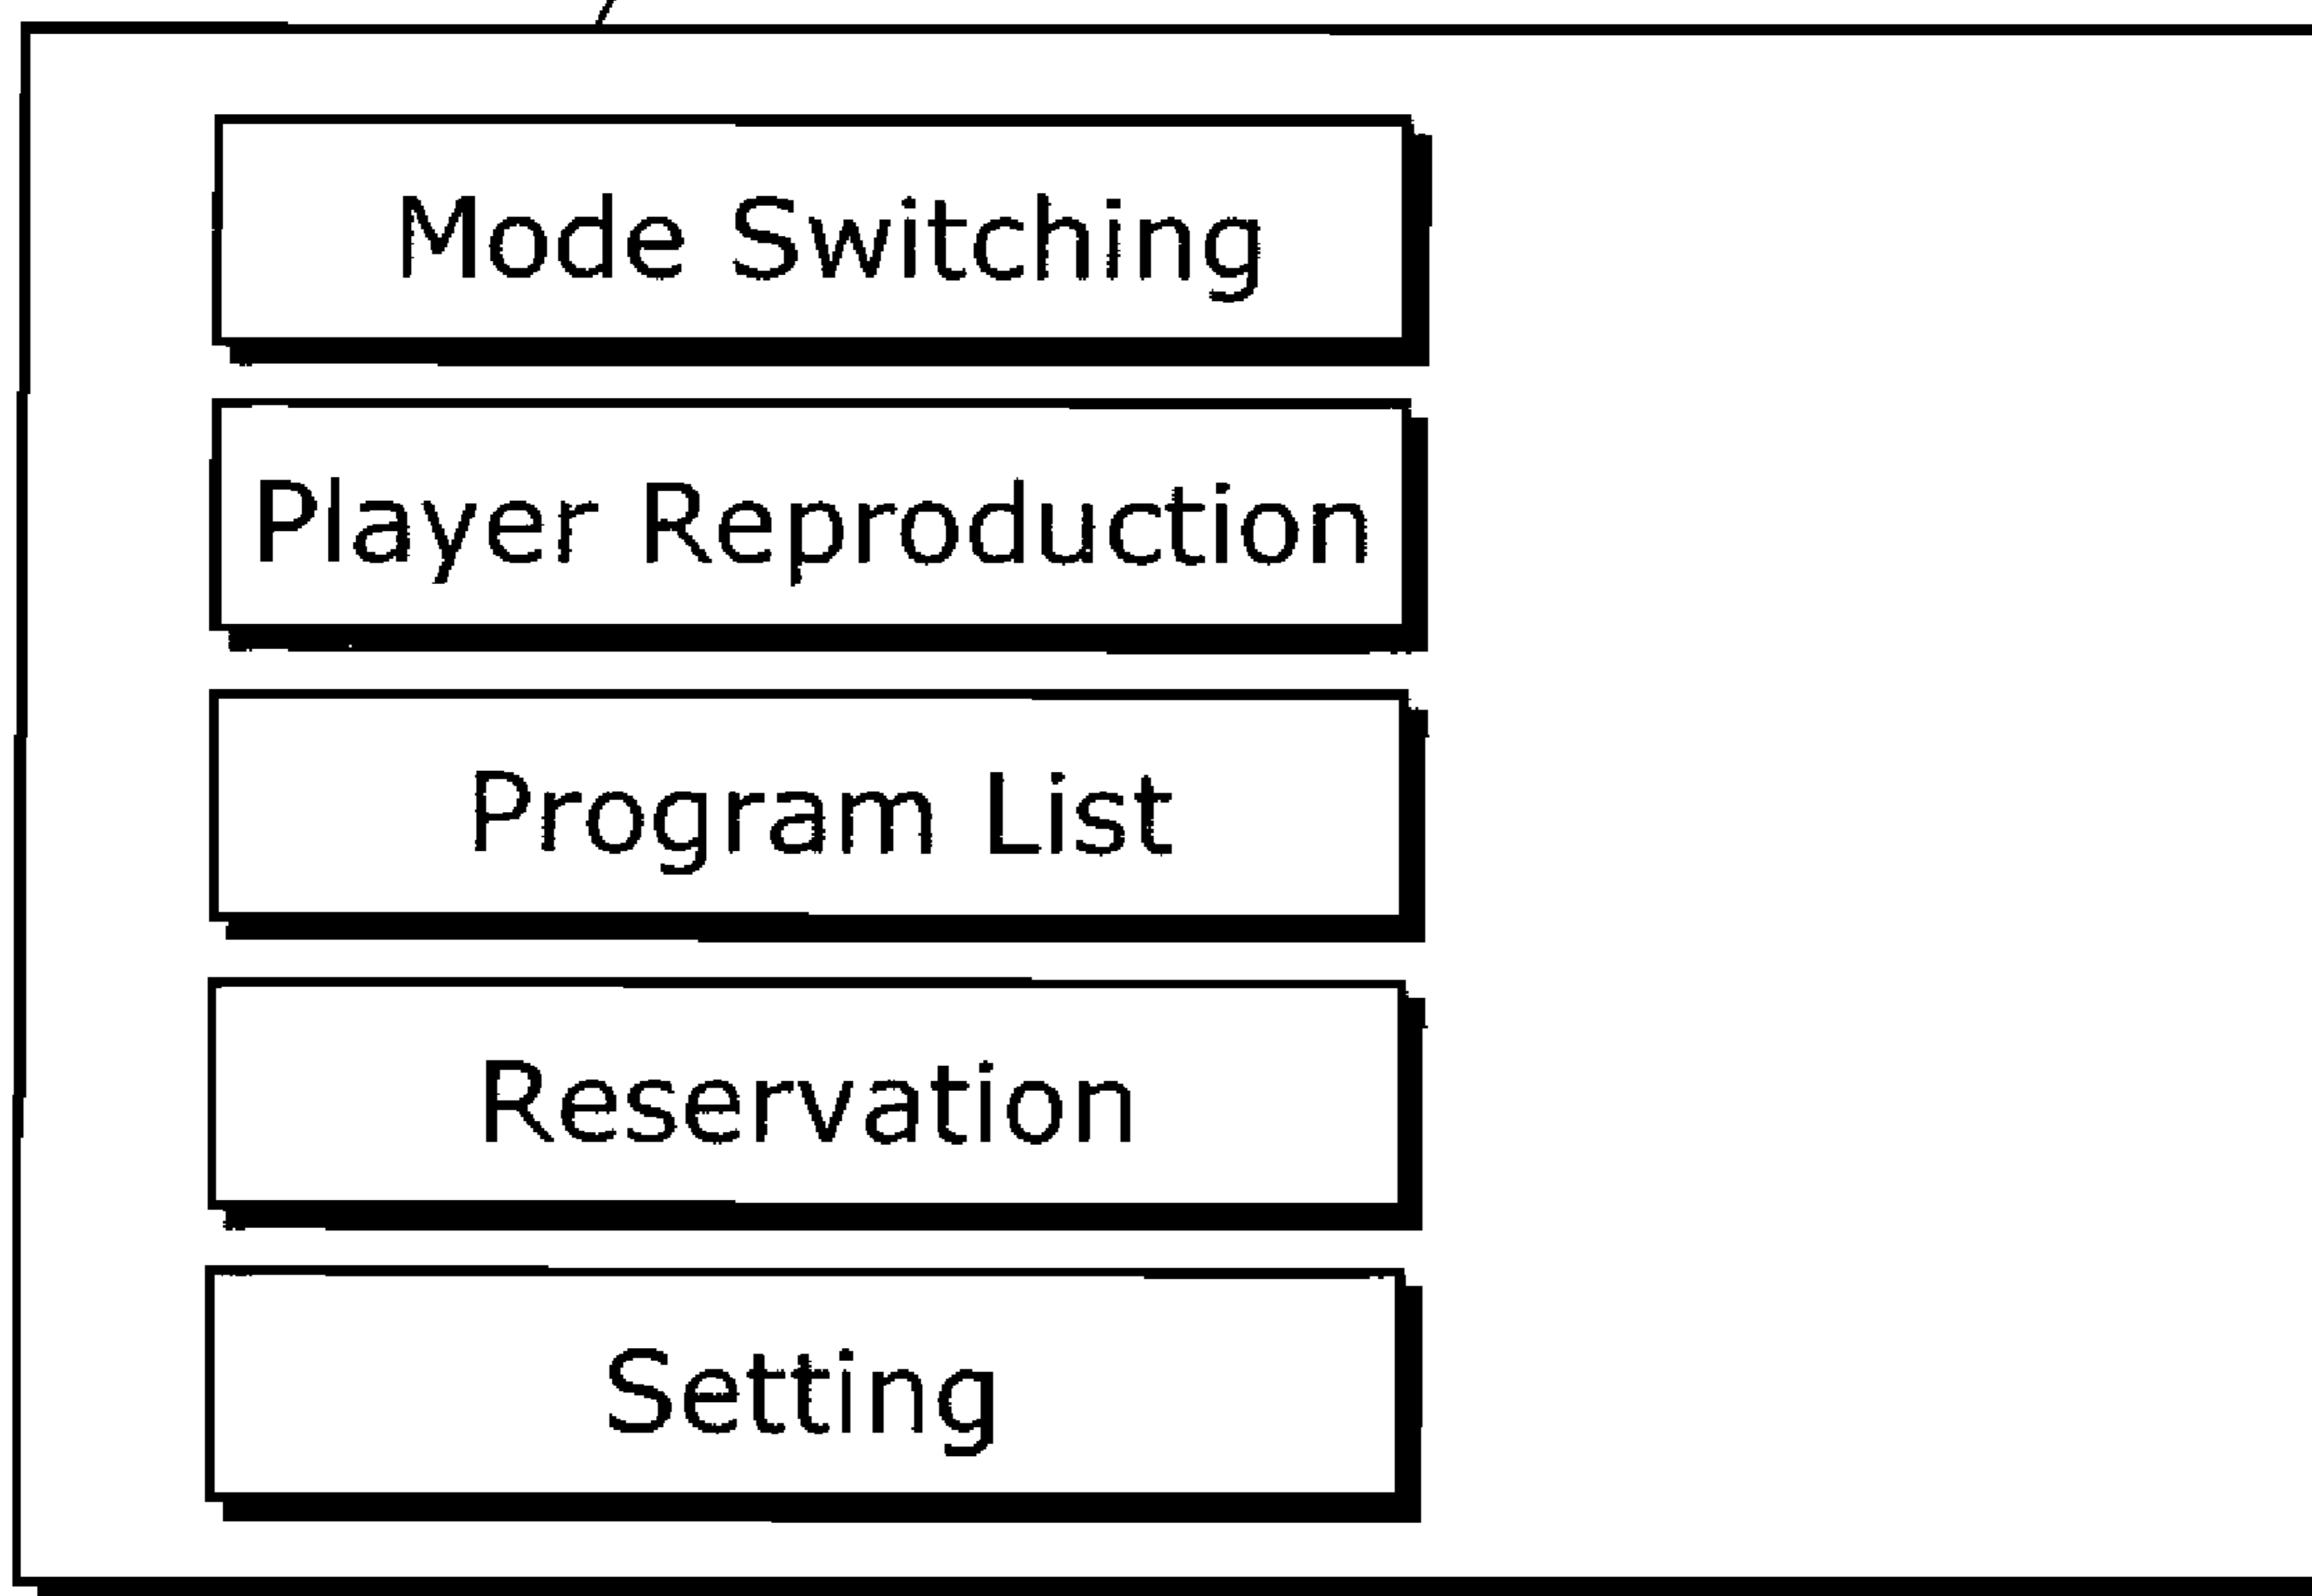 Mode Switching
Player Reproduction
Program List
Reservation
Setting